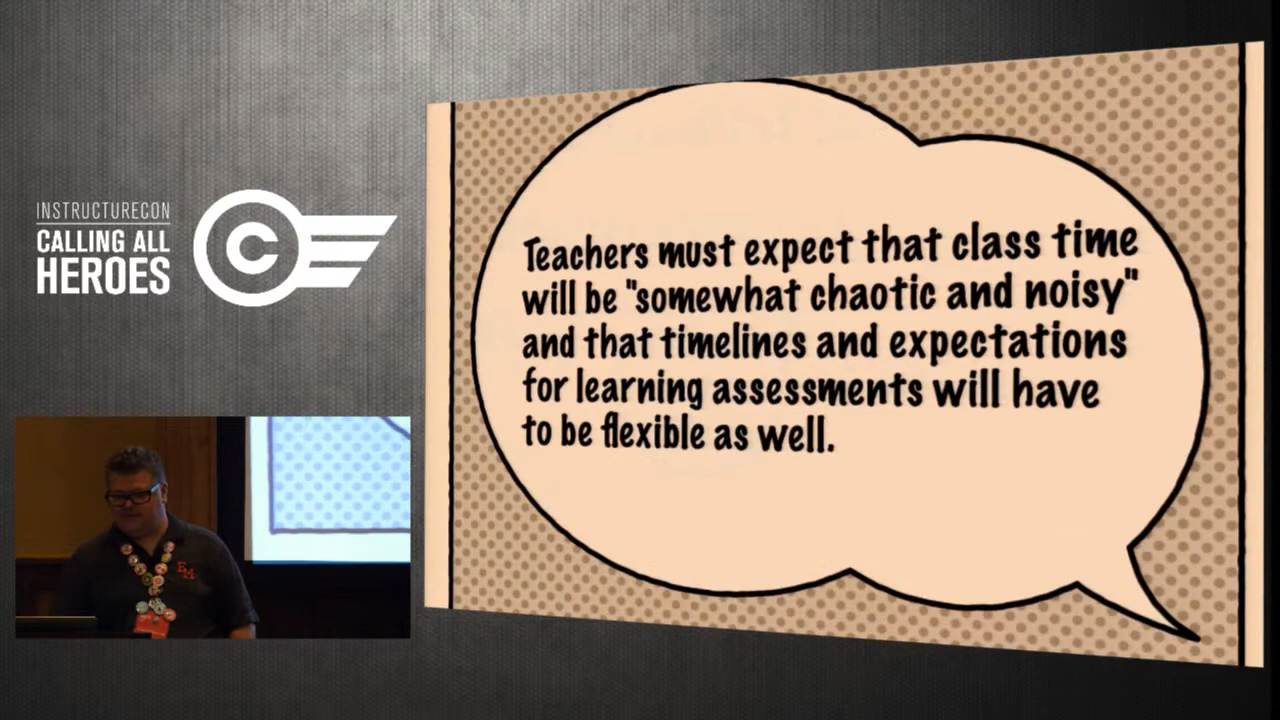 INSTRUCTURECON
CALLING ALL
HEROES
C
Teachers must expect that class time
will be "somewhat chaotic and noisy"
and that timelines and expectations
for learning assessments will have
to be flexible as well.
EM